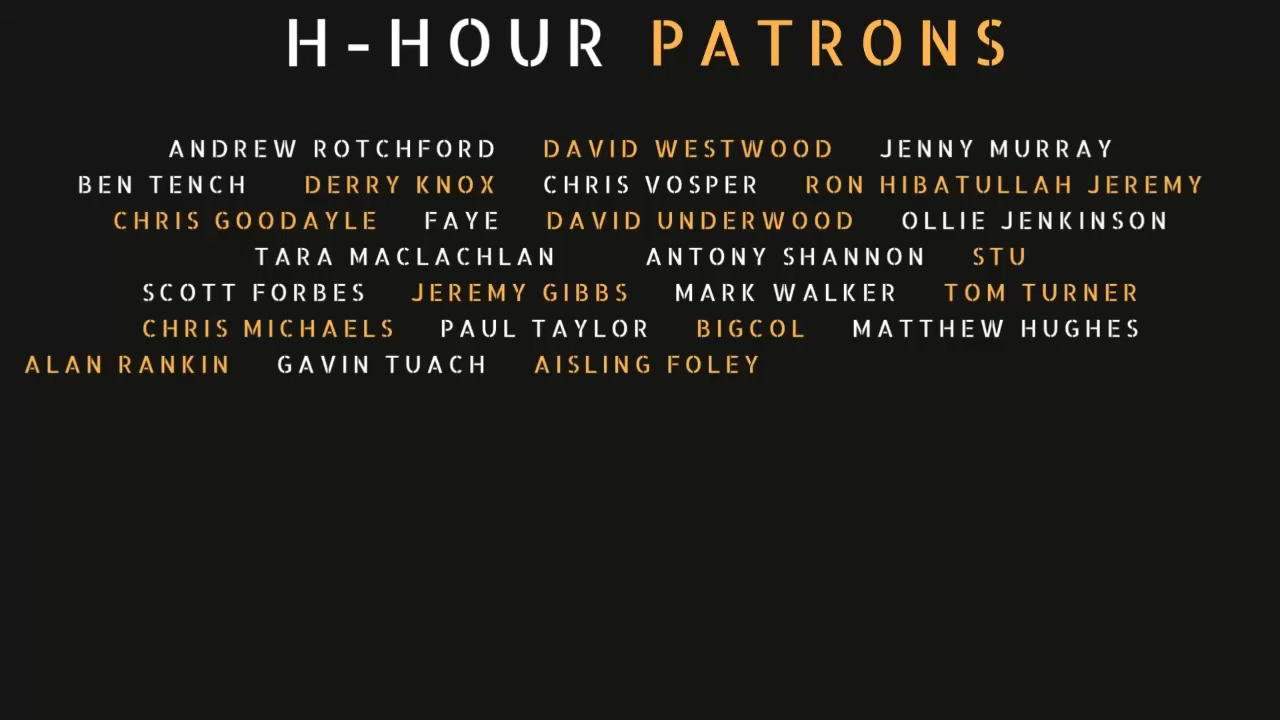 H-HOUR PATRONS
ANDREW ROTCHFORD DAVID WESTWOOD JENNY MURRAY
BEN TENCH DERRY KNOX CHRIS VOSPER RON HIBATULLAH JEREMY
CHRIS GOODAYLE FAYE DAVID UNDERWOOD OLLIE JENKINSON
TARA MACLACHLAN ANTONY SHANNON STU
SCOTT FORBES JEREMY GIBBS MARK WALKER TOM TURNER
CHRIS MICHAELS PAUL TAYLOR BIGCOL MATTHEW HUGHES
ALAN RANKIN GAVIN TUACH AISLING FOLEY